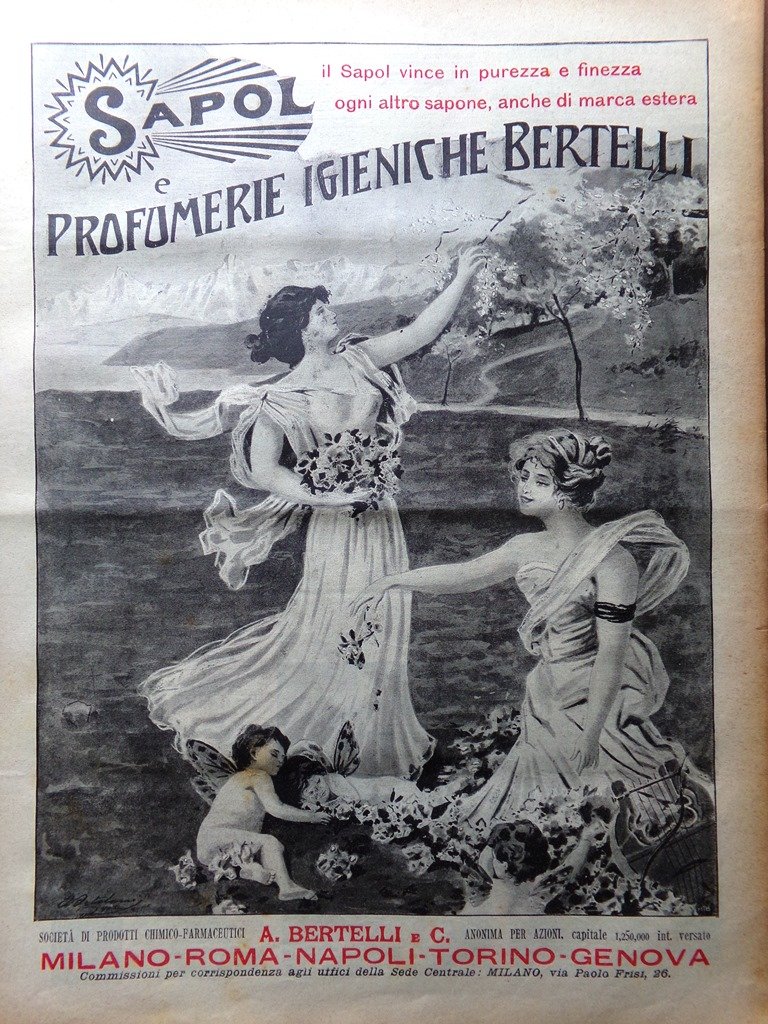 SAPOL
il Sapol vince in purezza e finezza
ogni altro sapone, anche di marca estera
e
PROFUMERIE IGIENICHE BERTELLI
SOCIETÀ DI PRODOTTI CHIMICO-FARMACEUTICI A. BERTELLI E C. ANONIMA PER AZIONI, capitale 1,250,000 int. versato
MILANO-ROMA-NAPOLI-TORINO-GENOVA
Commissioni per corrispondenza agli uffici della Sede Centrale: MILANO, via Paolo Frisi, 26.